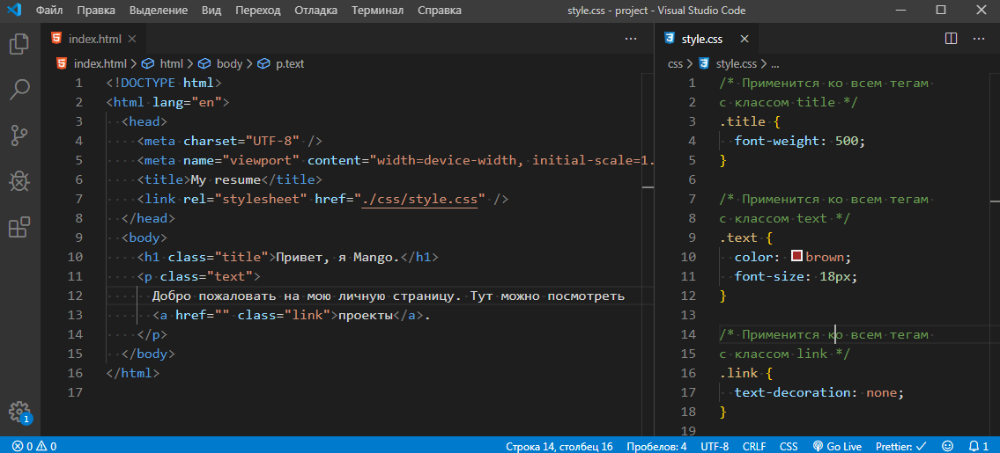 Файл Правка Выделение Вид Переход Отладка Терминал Справка style.css - project - Visual Studio Code
index.html
index.html > html > body > p.text
1 <!DOCTYPE html>
2 <html lang="en">
3 <head>
4 <meta charset="UTF-8" />
5 <meta name="viewport" content="width=device-width, initial-scale=1.
6 <title>My resume</title>
7 <link rel="stylesheet" href="./css/style.css" />
8 </head>
9 <body>
10 <h1 class="title">Привет, я Mango.</h1>
11 <p class="text">
12 Добро пожаловать на мою личную страницу. Тут можно посмотреть
13 <a href="" class="link">проекты</a>.
14 </p>
15 </body>
16 </html>
17
style.css
css > style.css > ...
1 /* Применится ко всем тегам
2 с классом title */
3 .title {
4 font-weight: 500;
5 }
6
7 /* Применится ко всем тегам
8 с классом text */
9 .text {
10 color: brown;
11 font-size: 18px;
12 }
13
14 /* Применится ко всем тегам
15 с классом link */
16 .link {
17 text-decoration: none;
18 }
19
1
0 0 Строка 14, столбец 16 Пробелов: 4 UTF-8 CRLF CSS Go Live Prettier: ✓ 1